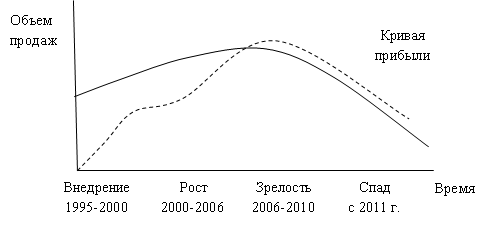 Объем
продаж
Кривая
прибыли
Внедрение
1995-2000
Рост
2000-2006
Зрелость
2006-2010
Спад
с 2011 г.
Время